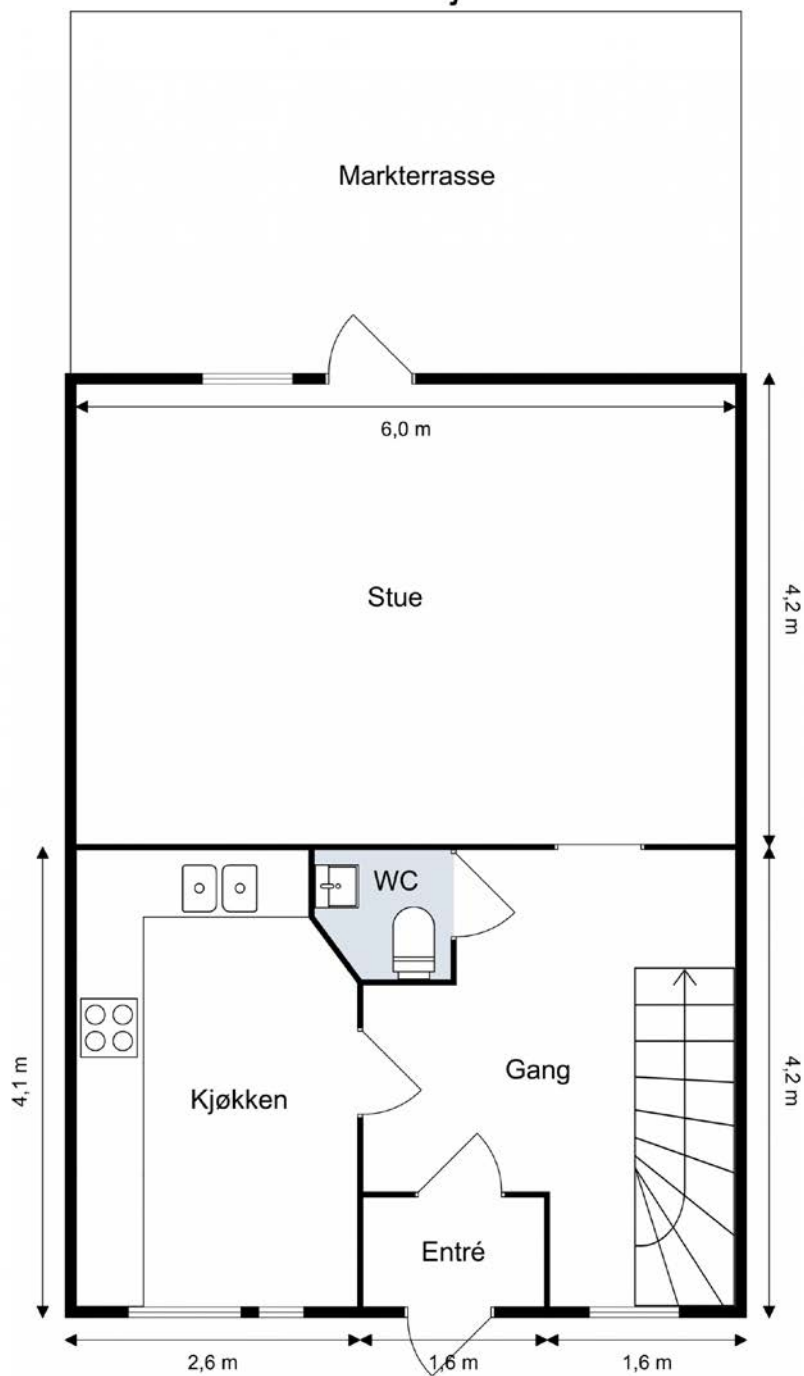 Markterrasse
6,0 m
Stue
4,2 m
WC
4,1 m
Kjøkken
Gang
4,2 m
Entré
2,6 m
1,6 m
1,6 m